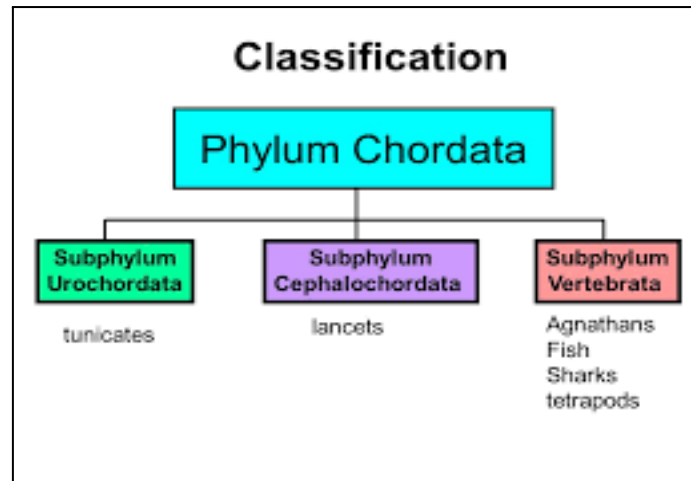 Classification
Phylum Chordata
Subphylum
Urochordata
Subphylum
Cephalochordata
Subphylum
Vertebrata
tunicates
lancets
Agnathans
Fish
Sharks
tetrapods